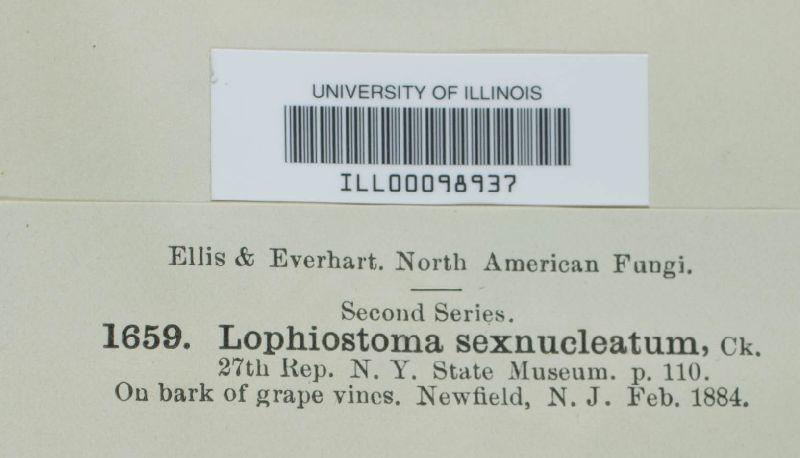 UNIVERSITY OF ILLINOIS
ILL00098937
Ellis & Everhart. North American Fungi.
Second Series.
1659. Lophiostoma sexnucleatum, Ck.
27th Rep. N. Y. State Museum. p. 110.
On bark of grape vines. Newfield, N. J. Feb. 1884.